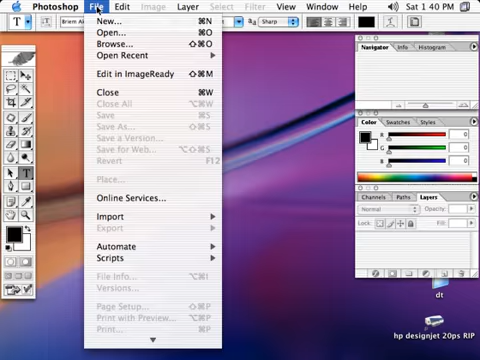 Photoshop File Edit Image Layer Select Filter View Window Help Sat 1:40 PM
T Sharp
New... ⌘N
Open... ⌘O
Browse... ⇧⌘O
Open Recent
Edit in ImageReady ⇧⌘M
Close ⌘W
Close All ⌥⌘W
Save ⌘S
Save As... ⇧⌘S
Save a Version...
Save for Web... ⌥⇧⌘S
Revert F12
Place...
Online Services...
Import
Export
Automate
Scripts
File Info... ⌥⌘I
Versions...
Page Setup... ⇧⌘P
Print with Preview... ⌥⌘P
Print... ⌘P
Navigator Info Histogram
Color Swatches Styles
R 0
G 0
B 0
Channels Paths Layers
Normal Opacity:
Lock: Fill:
dt
hp designjet 20ps RIP